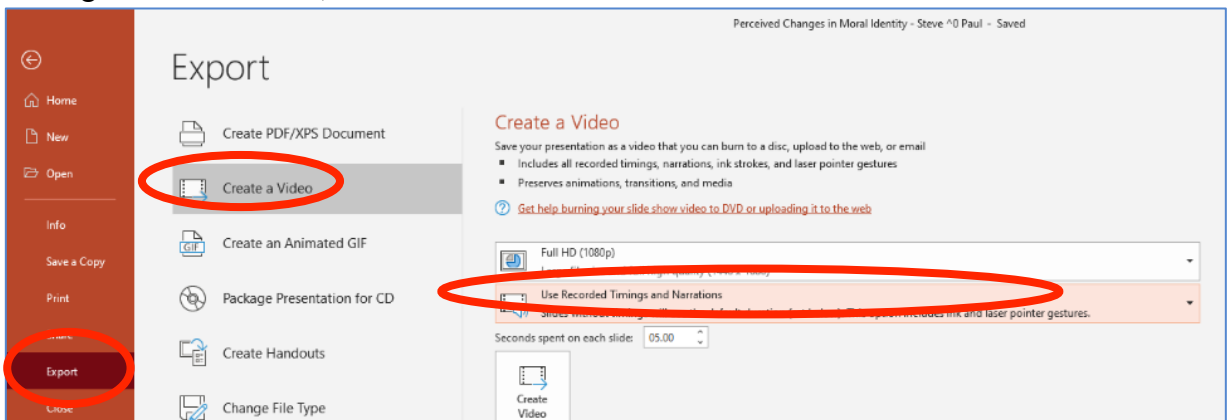 Perceived Changes in Moral Identity - Steve ^0 Paul - Saved
Export
Home
New
Open
Info
Save a Copy
Print
Share
Export
Close
Create PDF/XPS Document
Create a Video
Create an Animated GIF
GIF
Package Presentation for CD
Create Handouts
Change File Type
Create a Video
Save your presentation as a video that you can burn to a disc, upload to the web, or email
Includes all recorded timings, narrations, ink strokes, and laser pointer gestures
Preserves animations, transitions, and media
Get help burning your slide show video to DVD or uploading it to the web
Full HD (1080p)
Use Recorded Timings and Narrations
ink and laser pointer gestures.
Seconds spent on each slide: 05.00
Create
Video